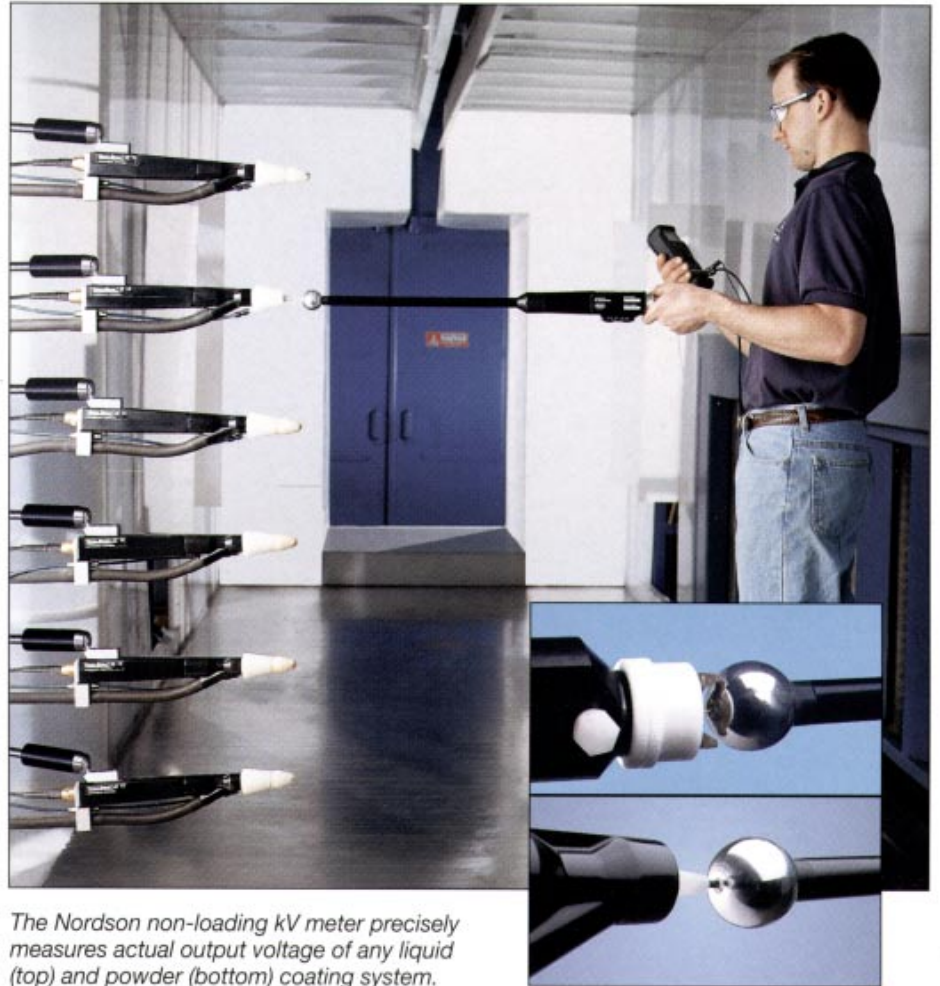 The Nordson non-loading kV meter precisely
measures actual output voltage of any liquid
(top) and powder (bottom) coating system.